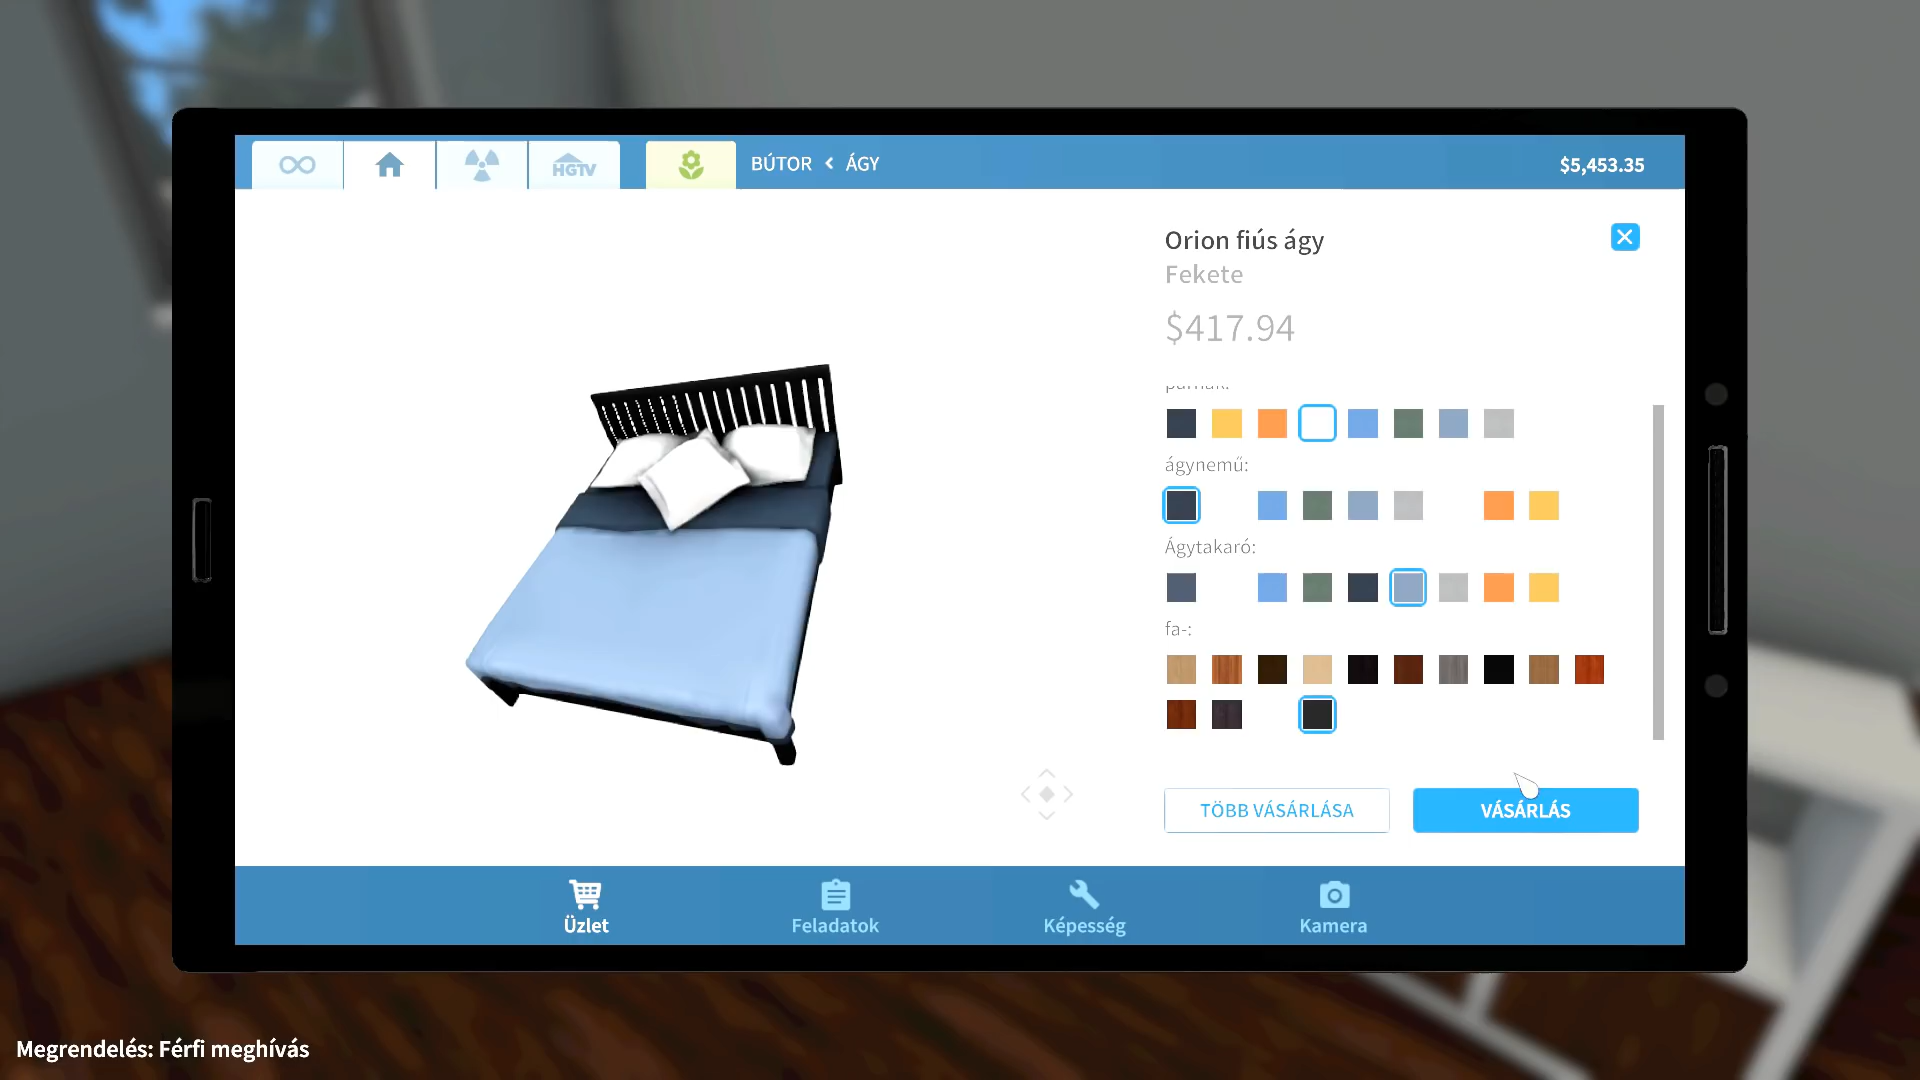 HGTV
BÚTOR < ÁGY
$5,453.35
Orion fiús ágy
Fekete
$417.94
párnák:
ágynemű:
Ágytakaró:
fa-:
TÖBB VÁSÁRLÁSA
VÁSÁRLÁS
Üzlet
Feladatok
Képesség
Kamera
Megrendelés: Férfi meghívás